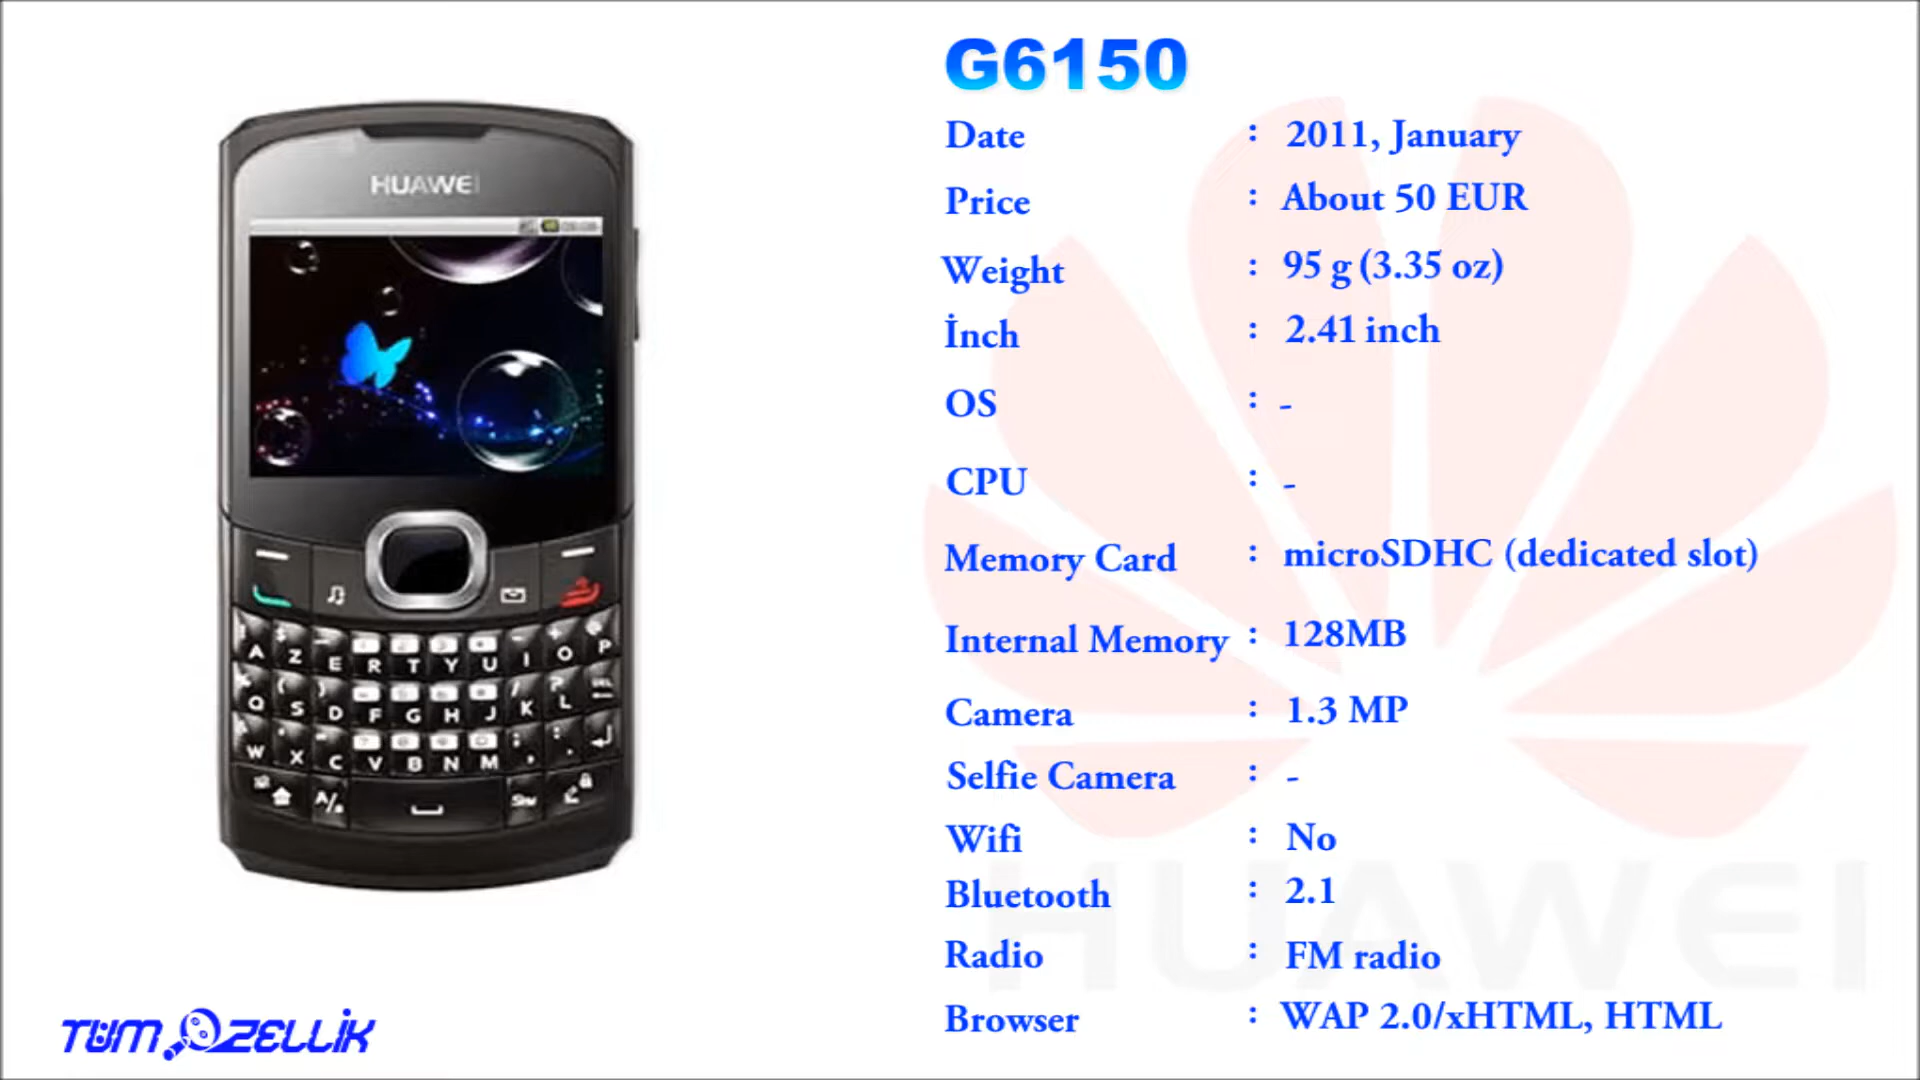 G6150
Date : 2011, January
Price : About 50 EUR
Weight : 95 g (3.35 oz)
İnch : 2.41 inch
OS : -
CPU : -
Memory Card : microSDHC (dedicated slot)
Internal Memory : 128MB
Camera : 1.3 MP
Selfie Camera : -
Wifi : No
Bluetooth : 2.1
Radio : FM radio
Browser : WAP 2.0/xHTML, HTML
HUAWEI
HUAWEI
A Z E R T Y U I O P
Q S D F G H J K L
W X C V B N M
TÜM ÖZELLİK